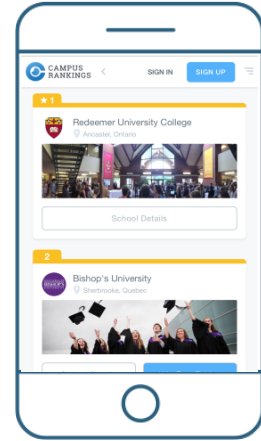 CAMPUS
RANKINGS
SIGN IN
SIGN UP
★ 1
Redeemer University College
Ancaster, Ontario
School Details
2
BISHOP'S
Bishop's University
Sherbrooke, Quebec